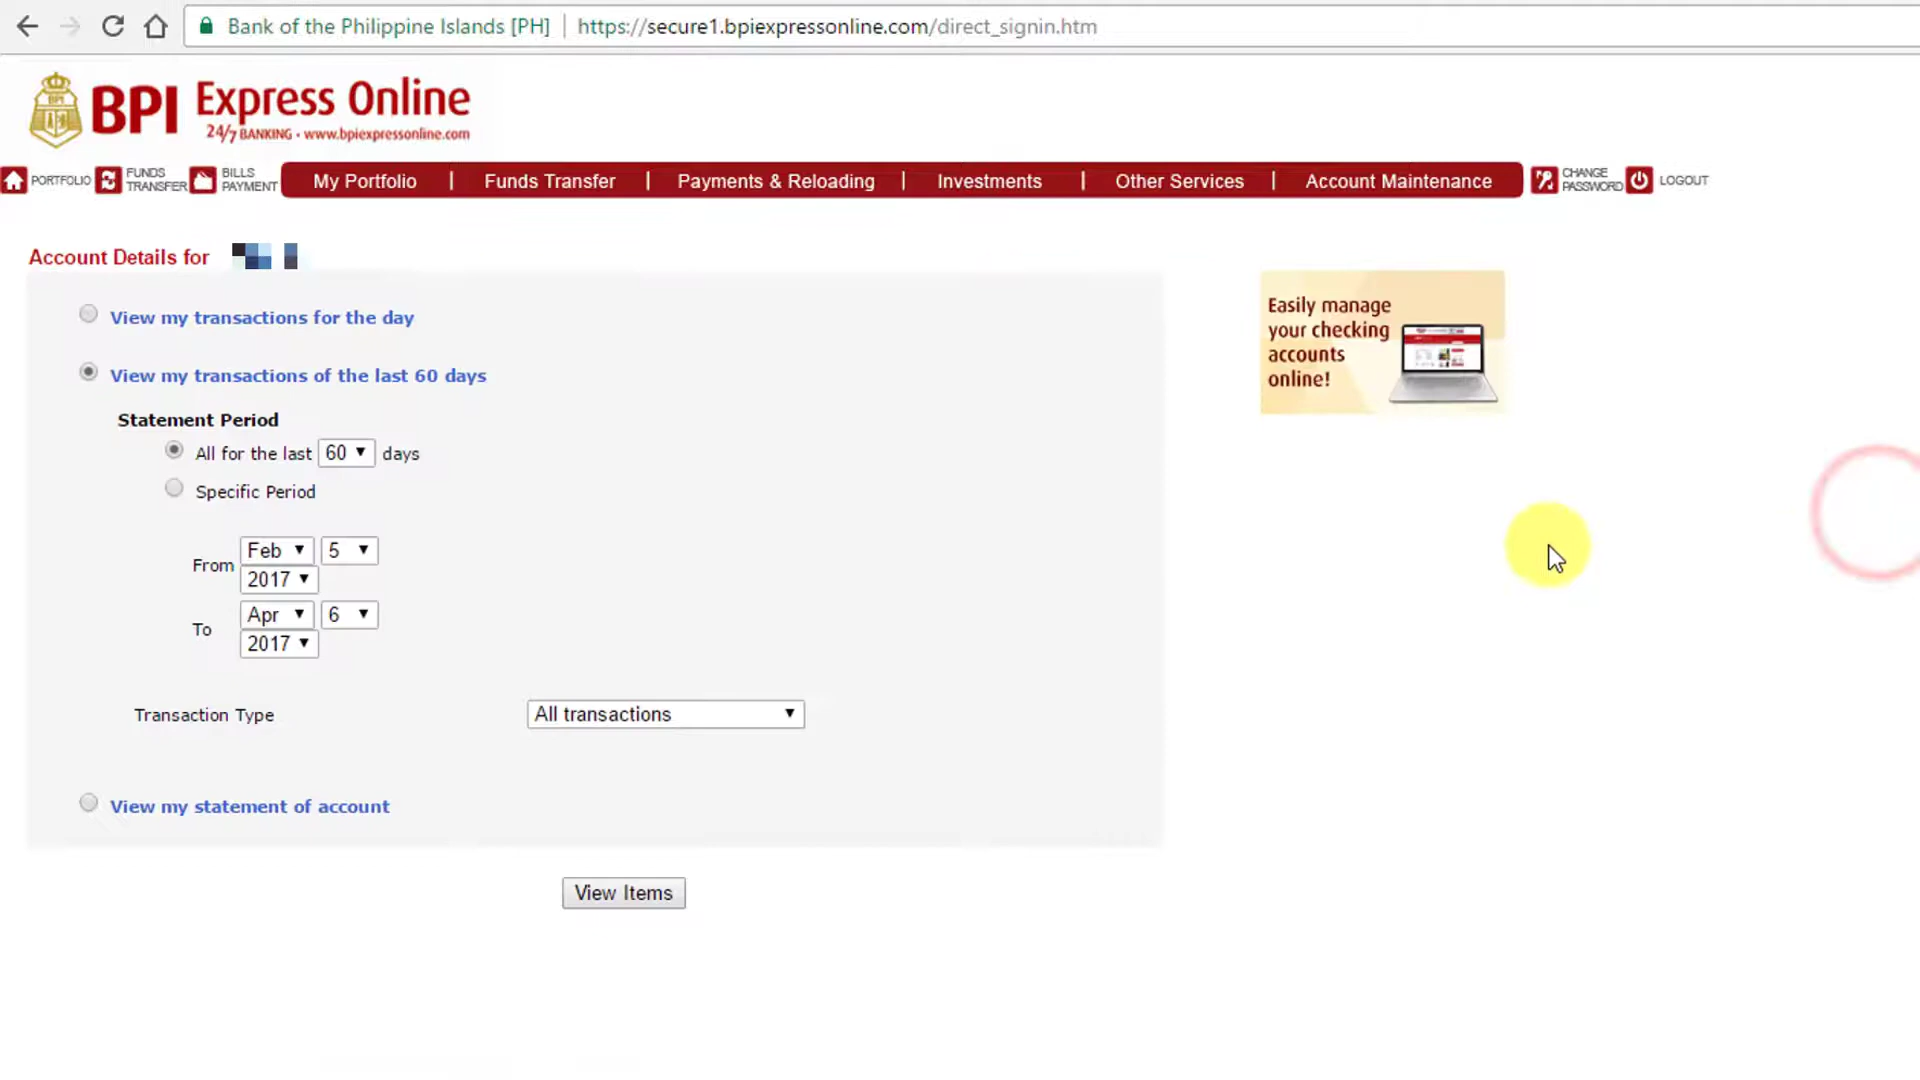 Bank of the Philippine Islands [PH] | https://secure1.bpiexpressonline.com/direct_signin.htm
BPI Express Online
24/7 BANKING • www.bpiexpressonline.com
PORTFOLIO FUNDS TRANSFER BILLS PAYMENT My Portfolio | Funds Transfer | Payments & Reloading | Investments | Other Services | Account Maintenance CHANGE PASSWORD LOGOUT
Account Details for
View my transactions for the day
View my transactions of the last 60 days
Statement Period
All for the last 60 days
Specific Period
From Feb 5
2017
To Apr 6
2017
Transaction Type All transactions
View my statement of account
View Items
Easily manage
your checking
accounts
online!